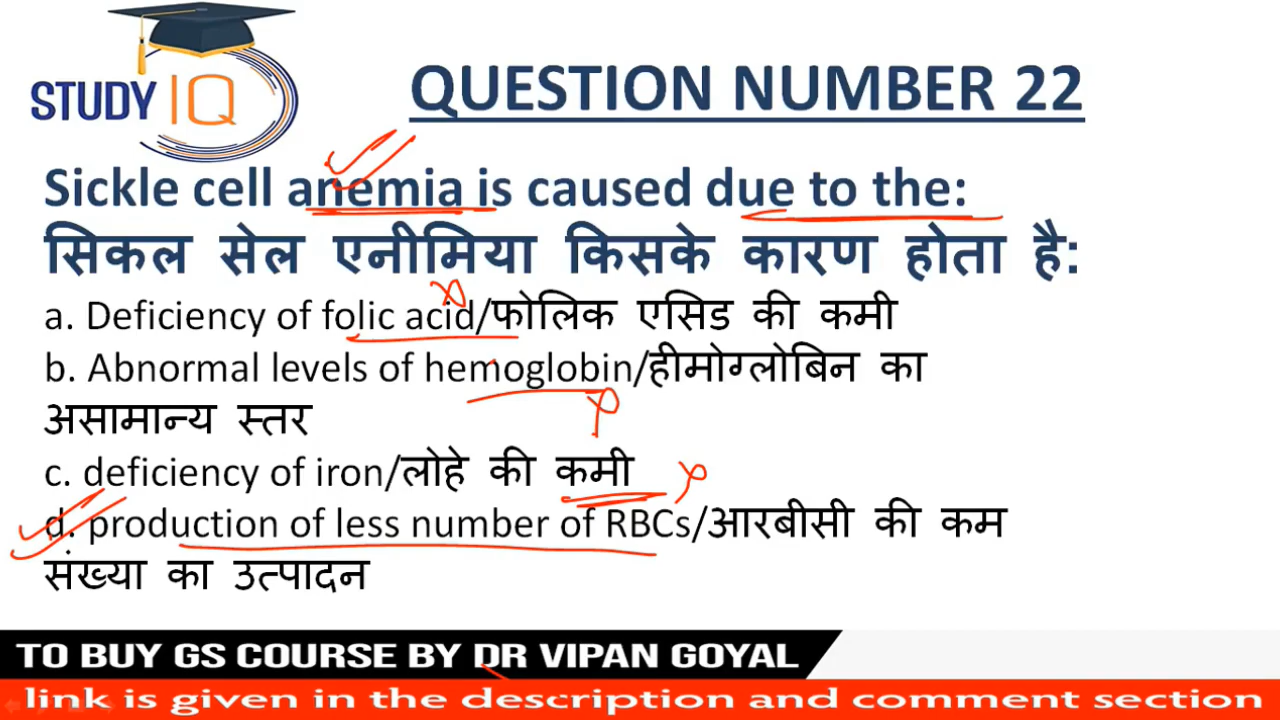 STUDY IQ
QUESTION NUMBER 22
Sickle cell anemia is caused due to the:
सिकल सेल एनीमिया किसके कारण होता है:
a. Deficiency of folic acid/फोलिक एसिड की कमी
b. Abnormal levels of hemoglobin/हीमोग्लोबिन का
असामान्य स्तर
c. deficiency of iron/लोहे की कमी
d. production of less number of RBCs/आरबीसी की कम
संख्या का उत्पादन
TO BUY GS COURSE BY DR VIPAN GOYAL
link is given in the description and comment section